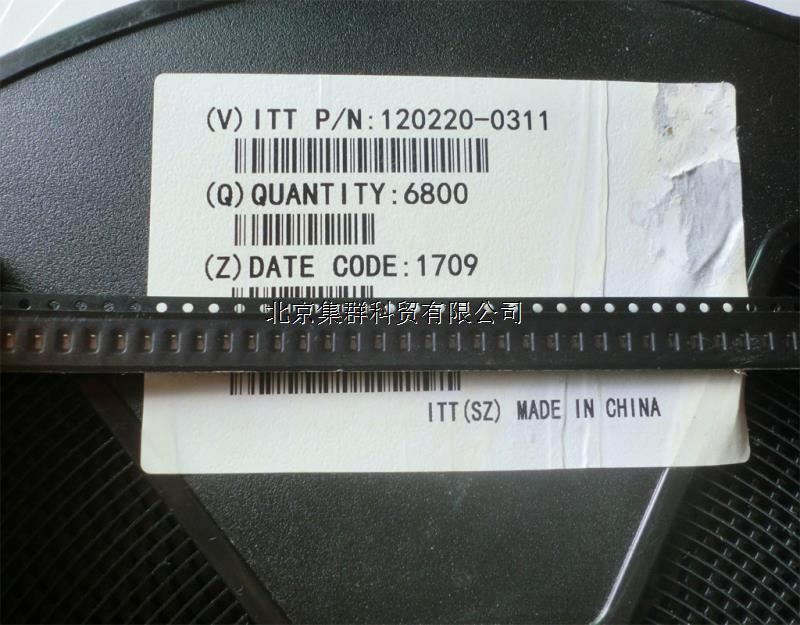 (V)ITT P/N:120220-0311
(Q)QUANTITY:6800
(Z)DATE CODE:1709
北京集群科贸有限公司
ITT(SZ) MADE IN CHINA